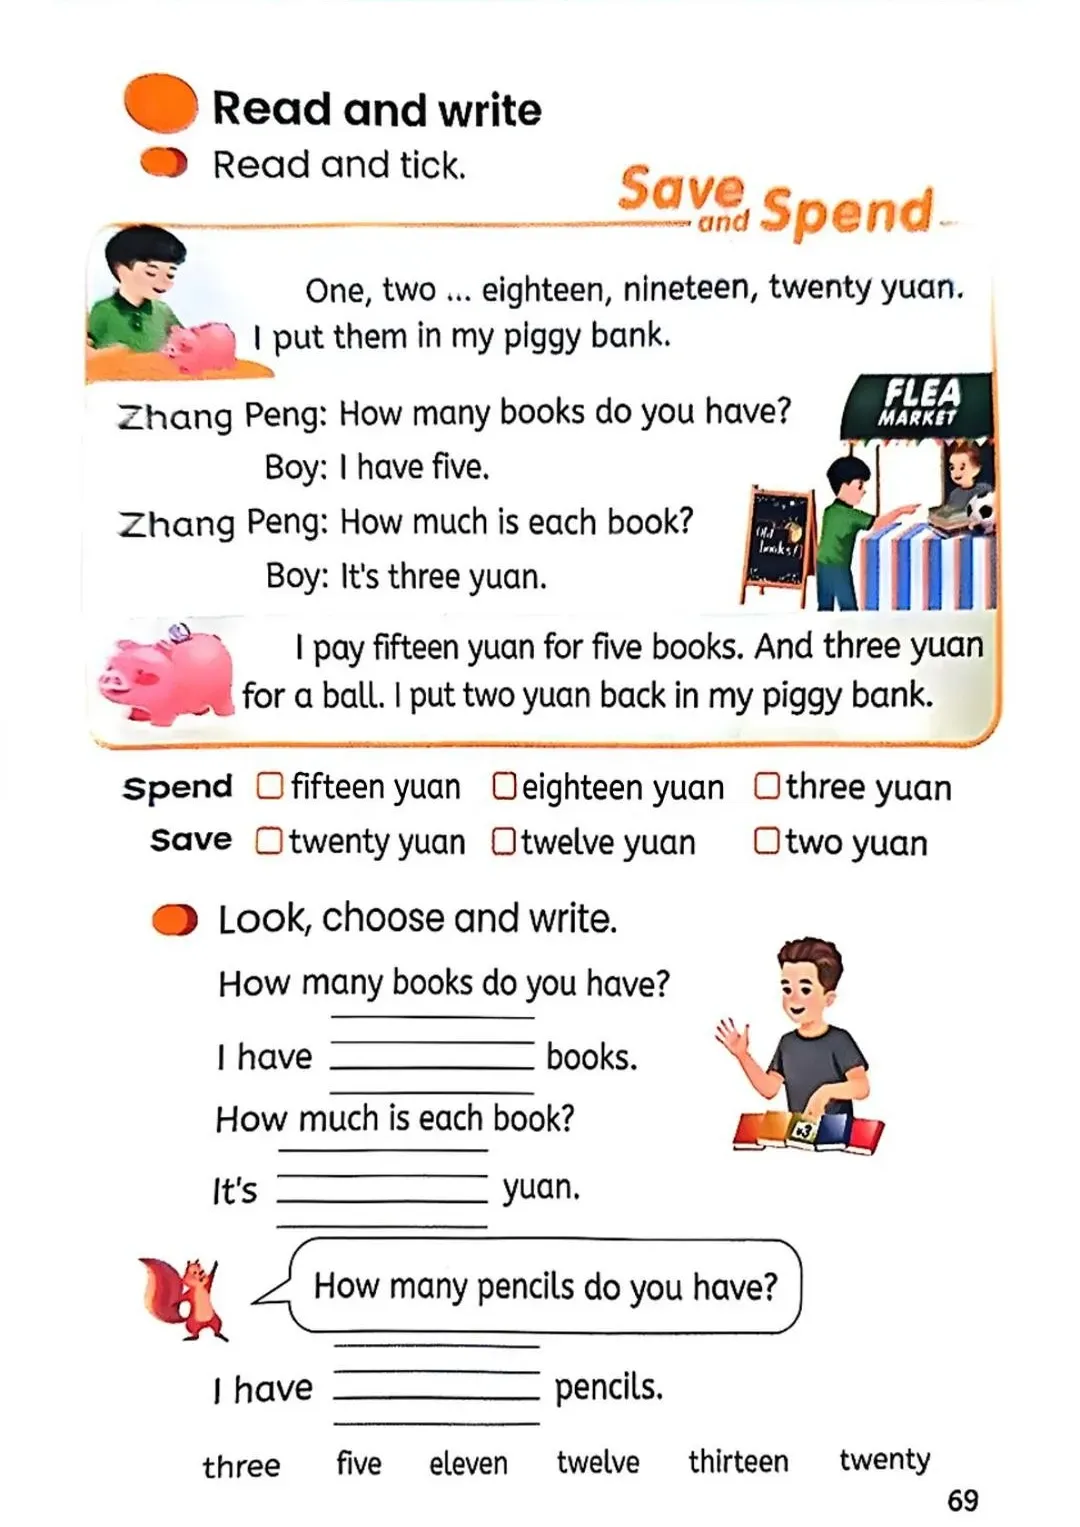 Read and write
Read and tick.
Save and Spend
One, two ... eighteen, nineteen, twenty yuan.
I put them in my piggy bank.
Zhang Peng: How many books do you have?
Boy: I have five.
Zhang Peng: How much is each book?
Boy: It's three yuan.
FLEA
MARKET
Old
books!
I pay fifteen yuan for five books. And three yuan
for a ball. I put two yuan back in my piggy bank.
Spend fifteen yuan eighteen yuan three yuan
Save twenty yuan twelve yuan two yuan
Look, choose and write.
How many books do you have?
I have books.
How much is each book?
¥3
It's yuan.
How many pencils do you have?
I have pencils.
three five eleven twelve thirteen twenty
69